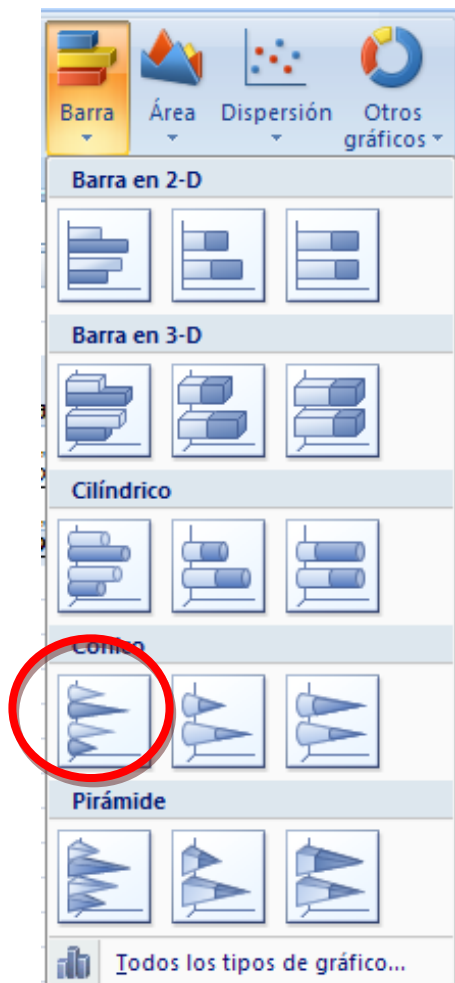 Barra
Área
Dispersión
Otros
gráficos
Barra en 2-D
Barra en 3-D
Cilíndrico
Cónico
Pirámide
Todos los tipos de gráfico...